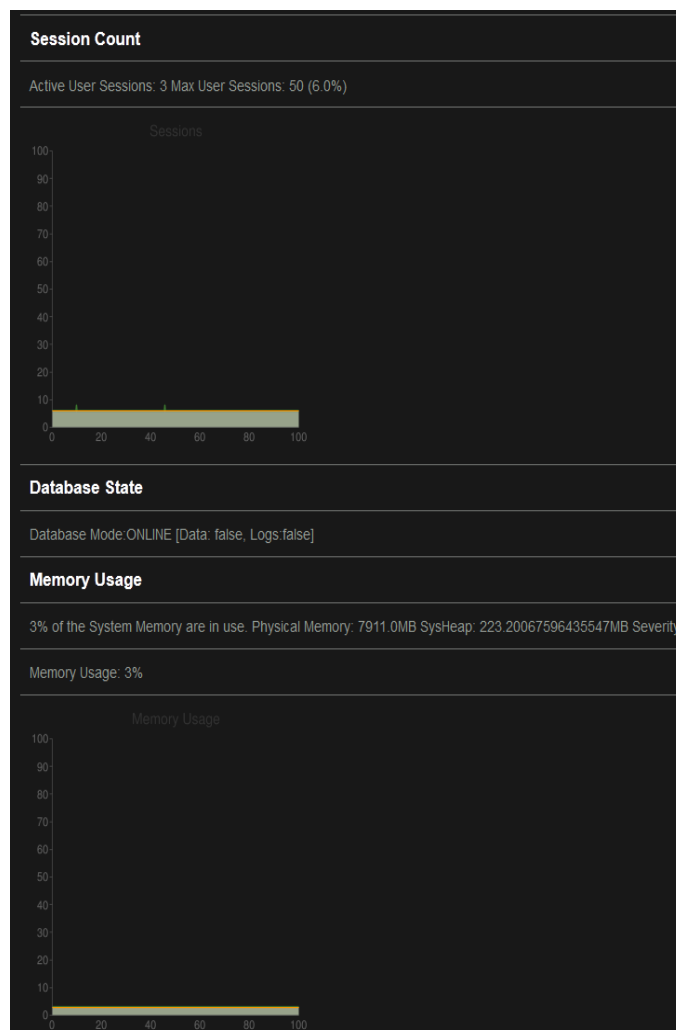 Session Count
Active User Sessions: 3 Max User Sessions: 50 (6.0%)
Sessions
100
90
80
70
60
50
40
30
20
10
0
0 20 40 60 80 100
Database State
Database Mode:ONLINE [Data: false, Logs:false]
Memory Usage
3% of the System Memory are in use. Physical Memory: 7911.0MB SysHeap: 223.20067596435547MB Severity
Memory Usage: 3%
Memory Usage
100
90
80
70
60
50
40
30
20
10
0
0 20 40 60 80 100